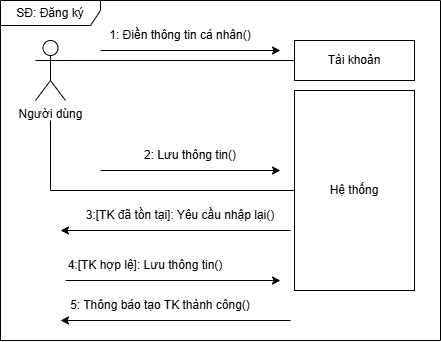 SĐ: Đăng ký
1: Điền thông tin cá nhân()
Tài khoản
Người dùng
2: Lưu thông tin()
Hệ thống
3:[TK đã tồn tại]: Yêu cầu nhập lại()
4:[TK hợp lệ]: Lưu thông tin()
5: Thông báo tạo TK thành công()